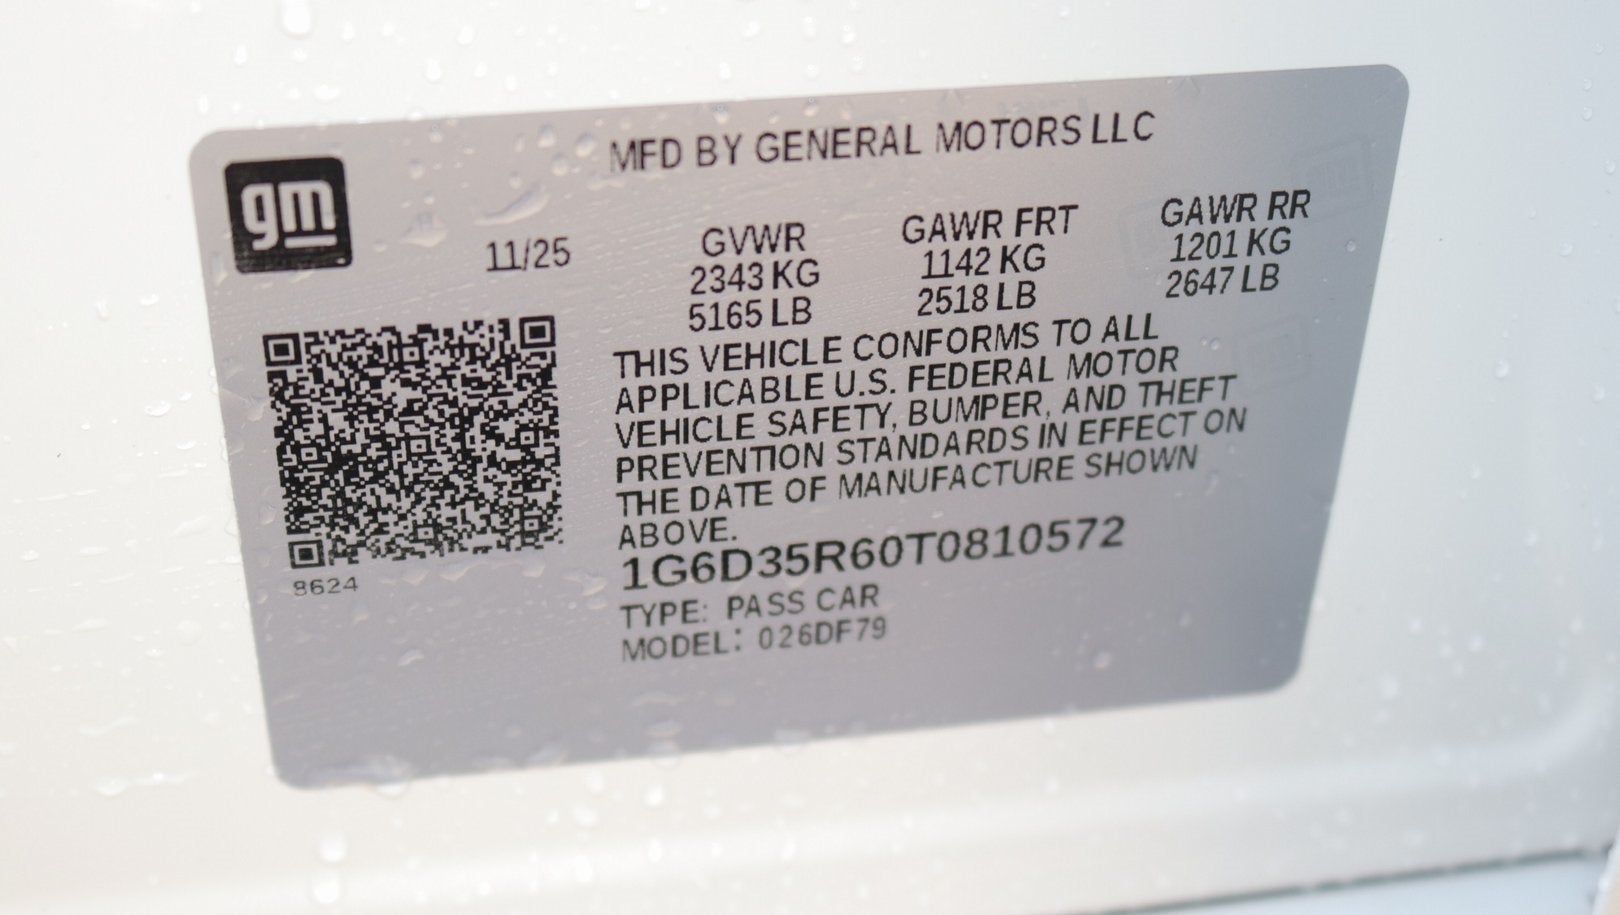 gm
MFD BY GENERAL MOTORS LLC
11/25
GVWR GAWR FRT GAWR RR
2343 KG 1142 KG 1201 KG
5165 LB 2518 LB 2647 LB
THIS VEHICLE CONFORMS TO ALL
APPLICABLE U.S. FEDERAL MOTOR
VEHICLE SAFETY, BUMPER, AND THEFT
PREVENTION STANDARDS IN EFFECT ON
THE DATE OF MANUFACTURE SHOWN
ABOVE.
1G6D35R60T0810572
8624
TYPE: PASS CAR
MODEL: 026DF79